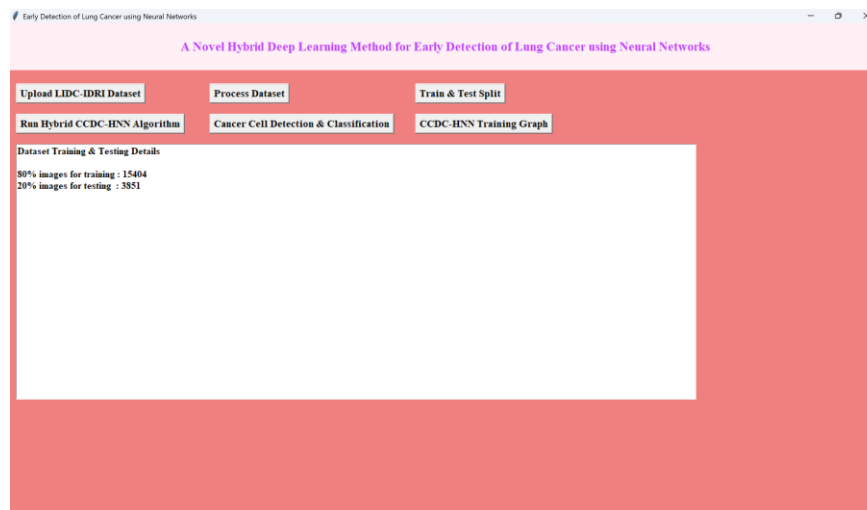 Early Detection of Lung Cancer using Neural Networks
A Novel Hybrid Deep Learning Method for Early Detection of Lung Cancer using Neural Networks
Upload LIDC-IDRI Dataset
Process Dataset
Train & Test Split
Run Hybrid CCDC-HNN Algorithm
Cancer Cell Detection & Classification
CCDC-HNN Training Graph
Dataset Training & Testing Details
80% images for training : 15404
20% images for testing  : 3851